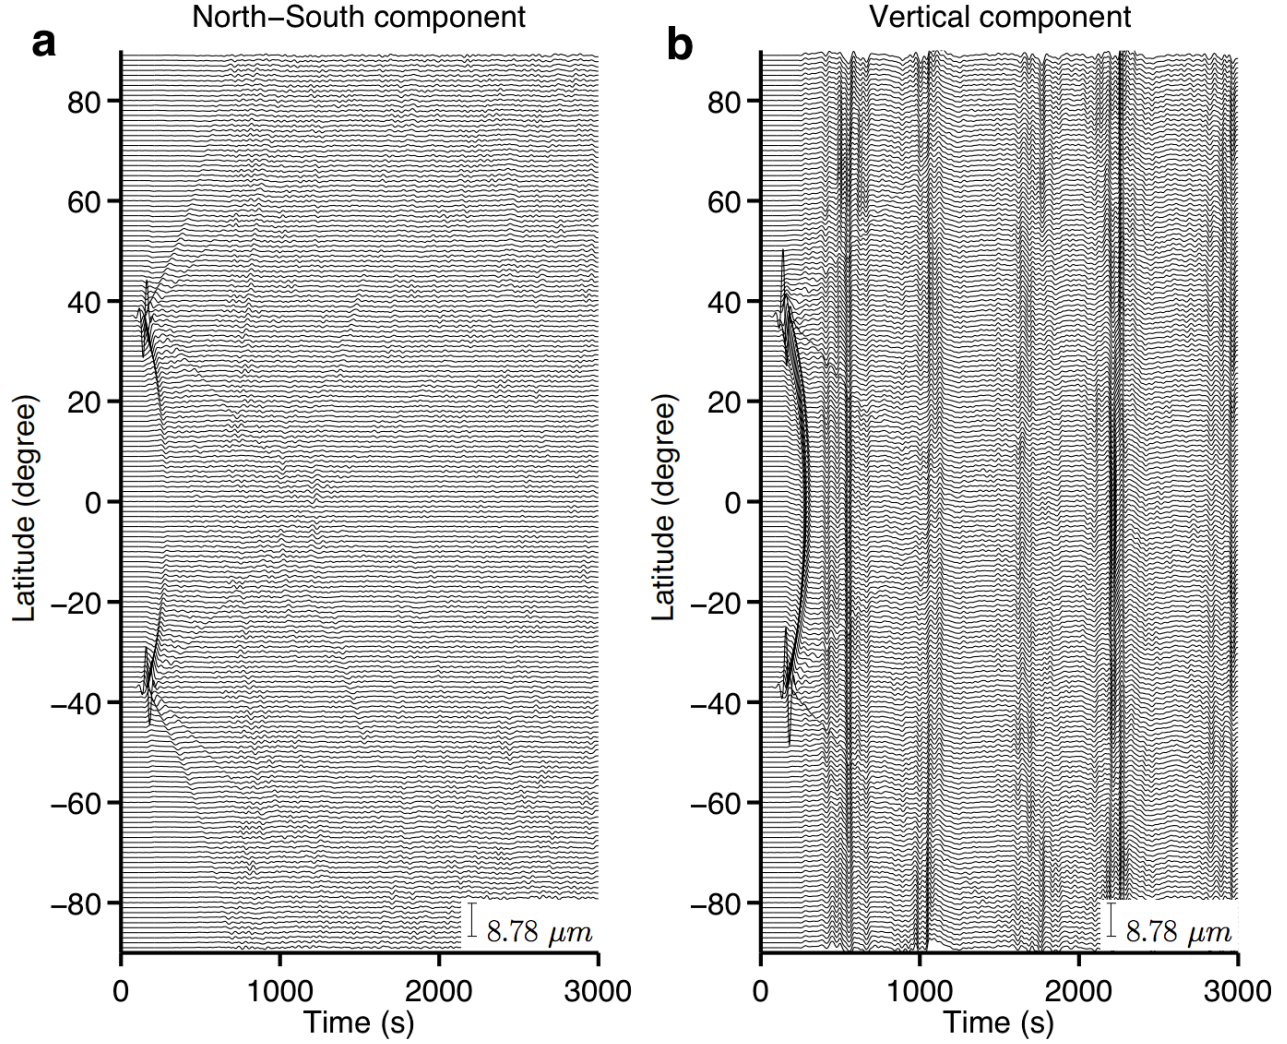 North−South component
Vertical component
a
b
Latitude (degree)
80
60
40
20
0
−20
−40
−60
−80
8.78 μm
0
1000
2000
3000
Time (s)
Latitude (degree)
80
60
40
20
0
−20
−40
−60
−80
8.78 μm
0
1000
2000
3000
Time (s)